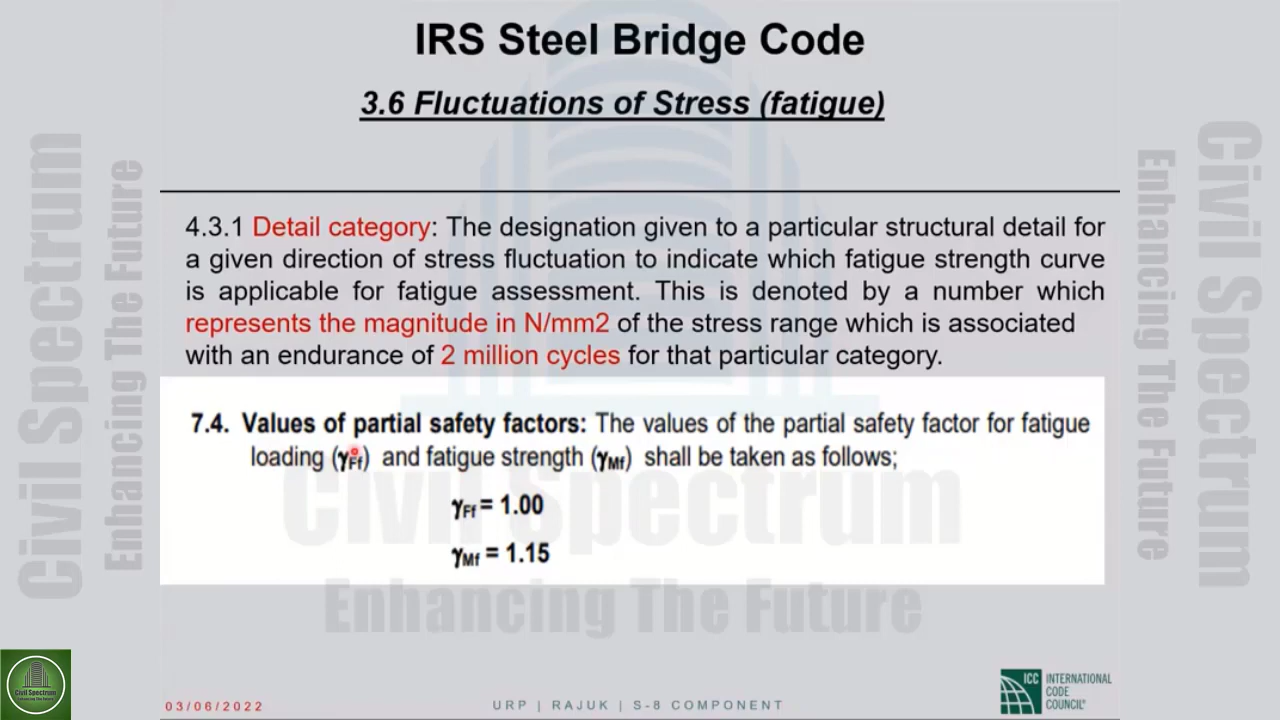 IRS Steel Bridge Code
3.6 Fluctuations of Stress (fatigue)
4.3.1 Detail category: The designation given to a particular structural detail for
a given direction of stress fluctuation to indicate which fatigue strength curve
is applicable for fatigue assessment. This is denoted by a number which
represents the magnitude in N/mm2 of the stress range which is associated
with an endurance of 2 million cycles for that particular category.
7.4. Values of partial safety factors: The values of the partial safety factor for fatigue
loading (γFf) and fatigue strength (γMf) shall be taken as follows;
γFf = 1.00
γMf = 1.15
Civil Spectrum
Enhancing The Future
Civil Spectrum
Enhancing The Future
Enhancing The Future
Civil Spectrum
Civil Spectrum
Enhancing The Future
03/06/2022
URP | RAJUK | S-8 COMPONENT
ICC INTERNATIONAL
CODE
COUNCIL®